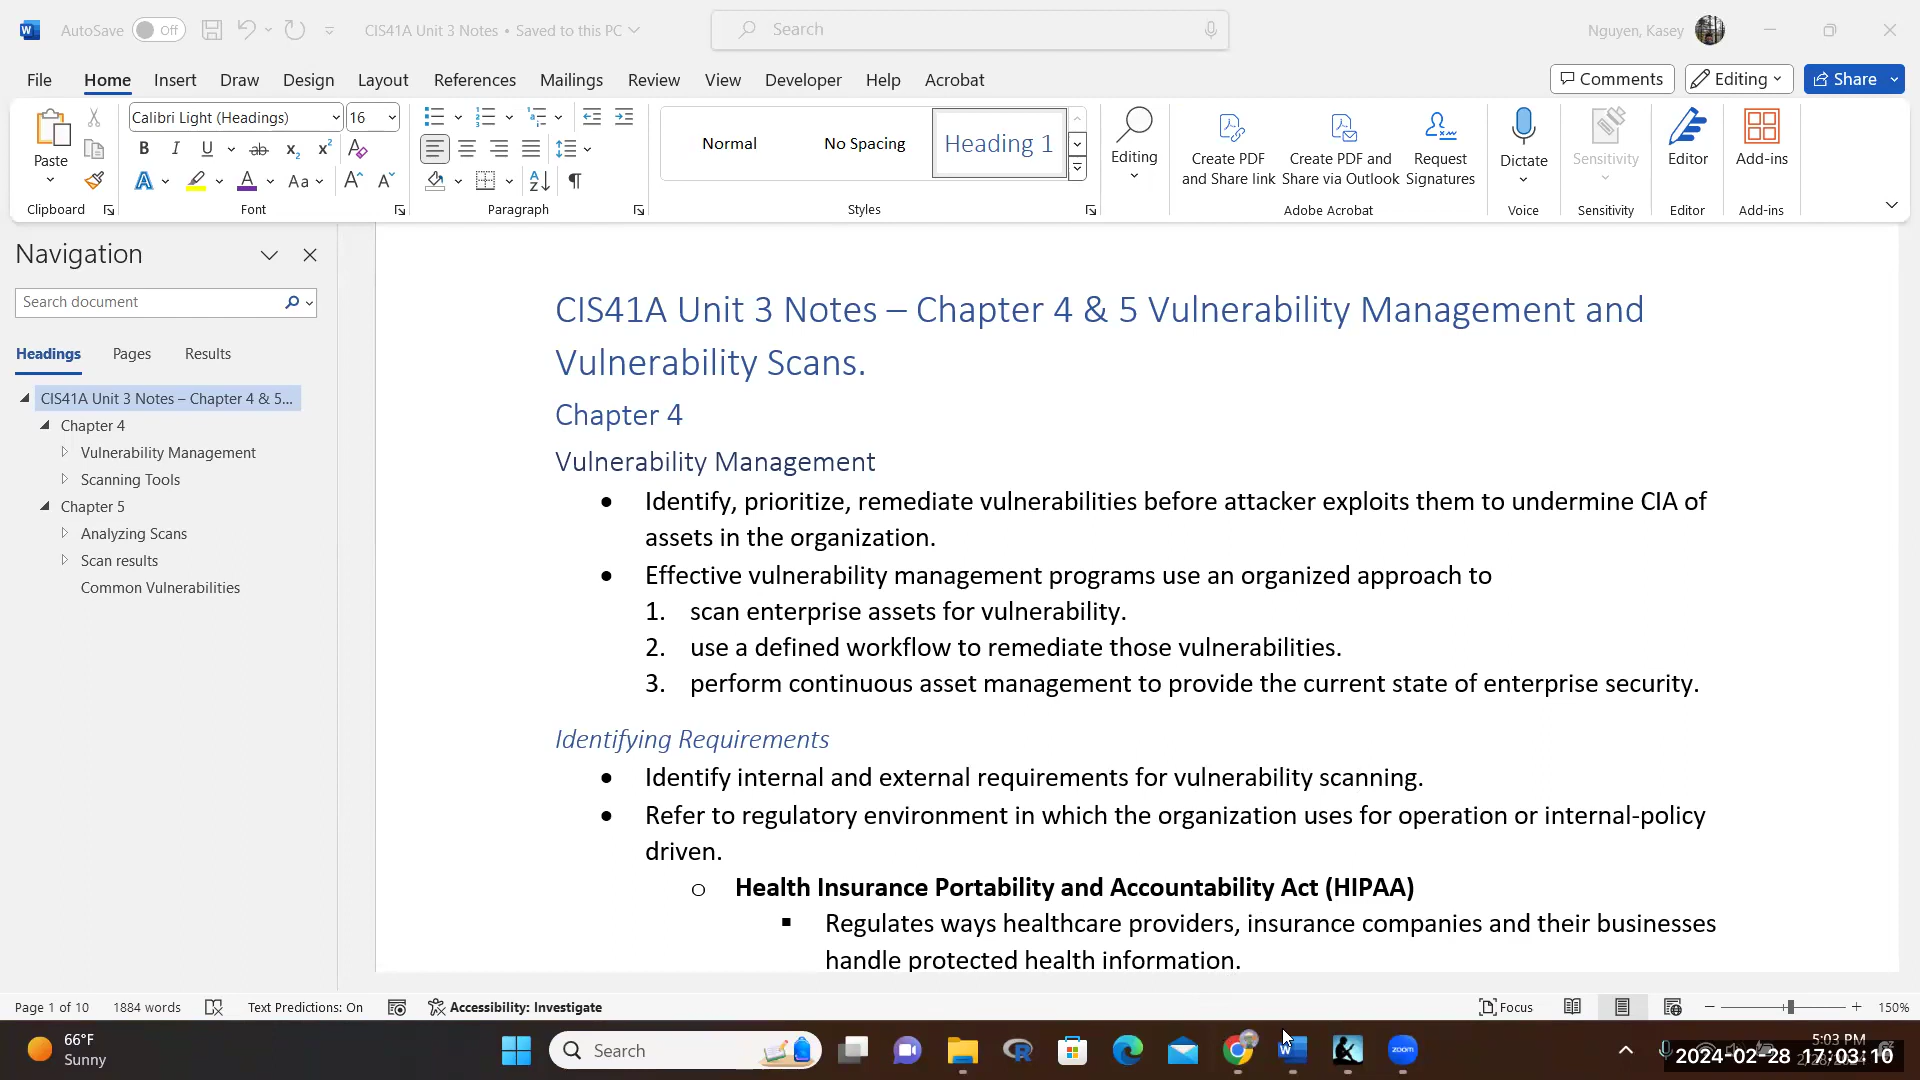 AutoSave Off CIS41A Unit 3 Notes • Saved to this PC Search Nguyen, Kasey
File Home Insert Draw Design Layout References Mailings Review View Developer Help Acrobat Comments Editing Share
Paste
Clipboard
Calibri Light (Headings) 16
Font
Paragraph
Normal No Spacing Heading 1
Styles
Editing
Create PDF and Share link
Create PDF and Share via Outlook
Request Signatures
Adobe Acrobat
Dictate
Voice
Sensitivity
Sensitivity
Editor
Editor
Add-ins
Add-ins
Navigation
Search document
Headings Pages Results
CIS41A Unit 3 Notes – Chapter 4 & 5...
Chapter 4
Vulnerability Management
Scanning Tools
Chapter 5
Analyzing Scans
Scan results
Common Vulnerabilities
CIS41A Unit 3 Notes – Chapter 4 & 5 Vulnerability Management and
Vulnerability Scans.
Chapter 4
Vulnerability Management
• Identify, prioritize, remediate vulnerabilities before attacker exploits them to undermine CIA of
assets in the organization.
• Effective vulnerability management programs use an organized approach to
1. scan enterprise assets for vulnerability.
2. use a defined workflow to remediate those vulnerabilities.
3. perform continuous asset management to provide the current state of enterprise security.
Identifying Requirements
• Identify internal and external requirements for vulnerability scanning.
• Refer to regulatory environment in which the organization uses for operation or internal-policy
driven.
o Health Insurance Portability and Accountability Act (HIPAA)
▪ Regulates ways healthcare providers, insurance companies and their businesses
handle protected health information.
Page 1 of 10 1884 words Text Predictions: On Accessibility: Investigate Focus 150%
66°F
Sunny
Search
zoom
5:03 PM
2024-02-28 17:03:10